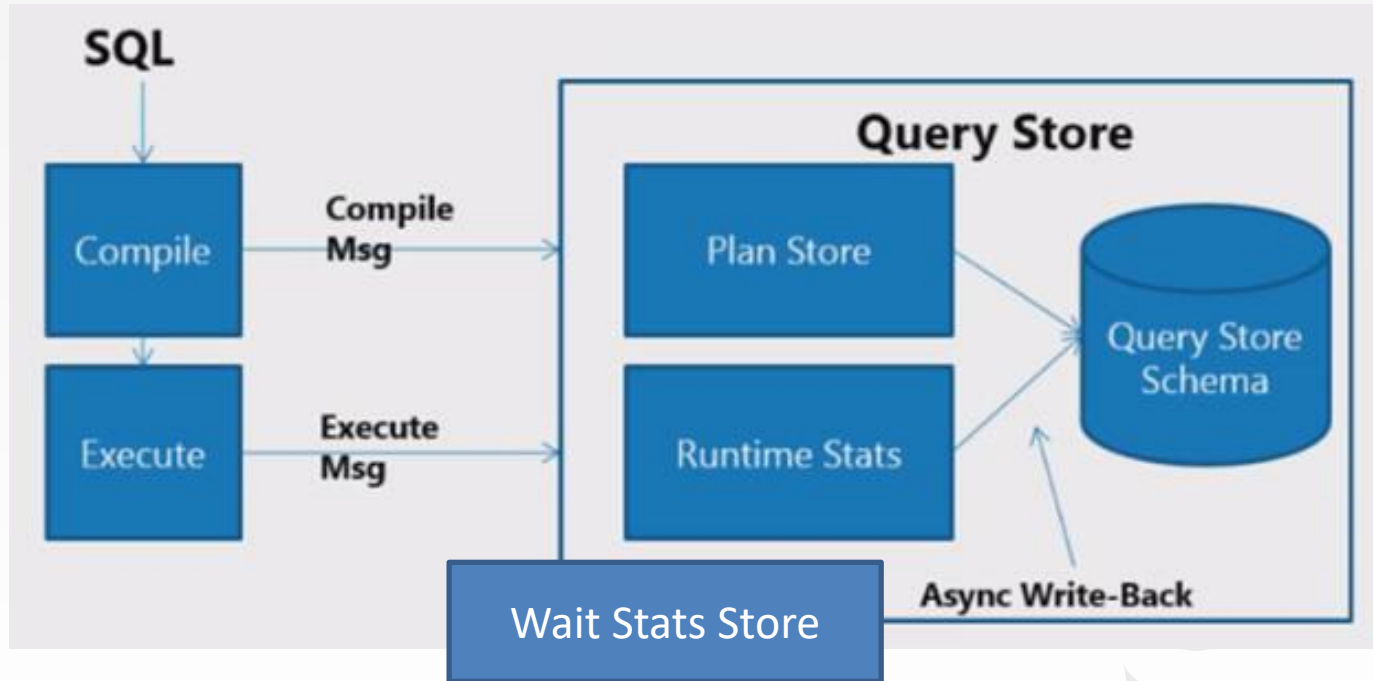 SQL
Query Store
Compile
Compile
Msg
Plan Store
Query Store
Schema
Execute
Execute
Msg
Runtime Stats
Async Write-Back
Wait Stats Store